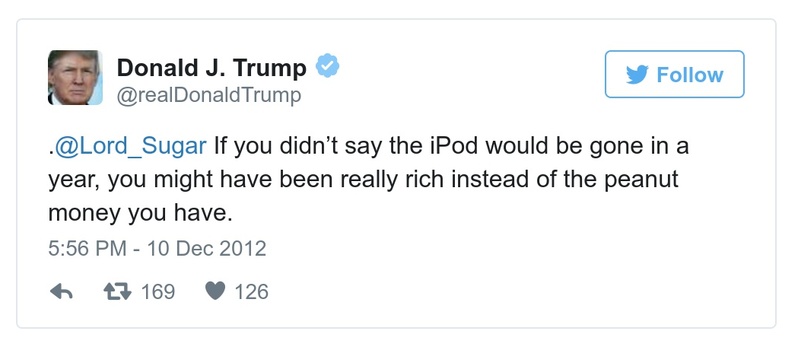 Donald J. Trump
Follow
@realDonaldTrump
.@Lord_Sugar If you didn’t say the iPod would be gone in a
year, you might have been really rich instead of the peanut
money you have.
5:56 PM - 10 Dec 2012
169 126